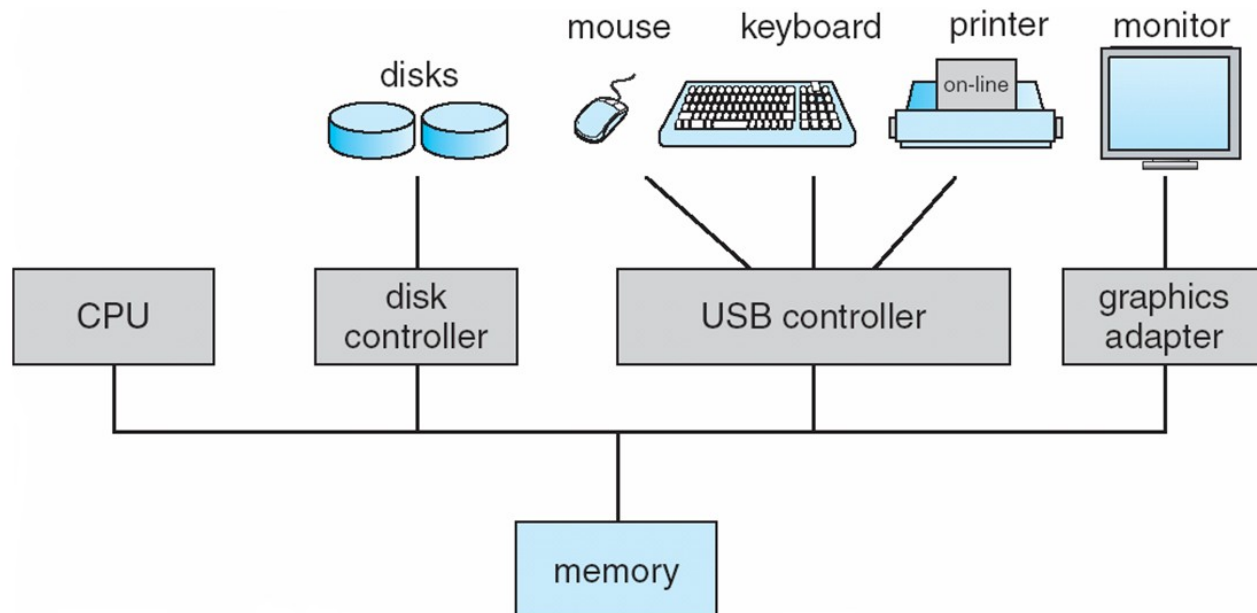 mouse
keyboard
printer
monitor
disks
on-line
CPU
disk
controller
USB controller
graphics
adapter
memory